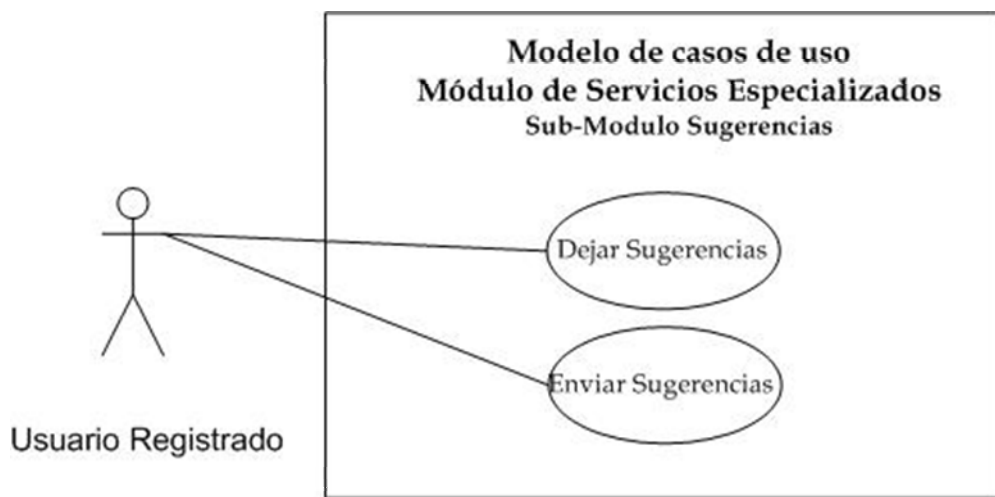 Modelo de casos de uso
Módulo de Servicios Especializados
Sub-Modulo Sugerencias
Dejar Sugerencias
Enviar Sugerencias
Usuario Registrado